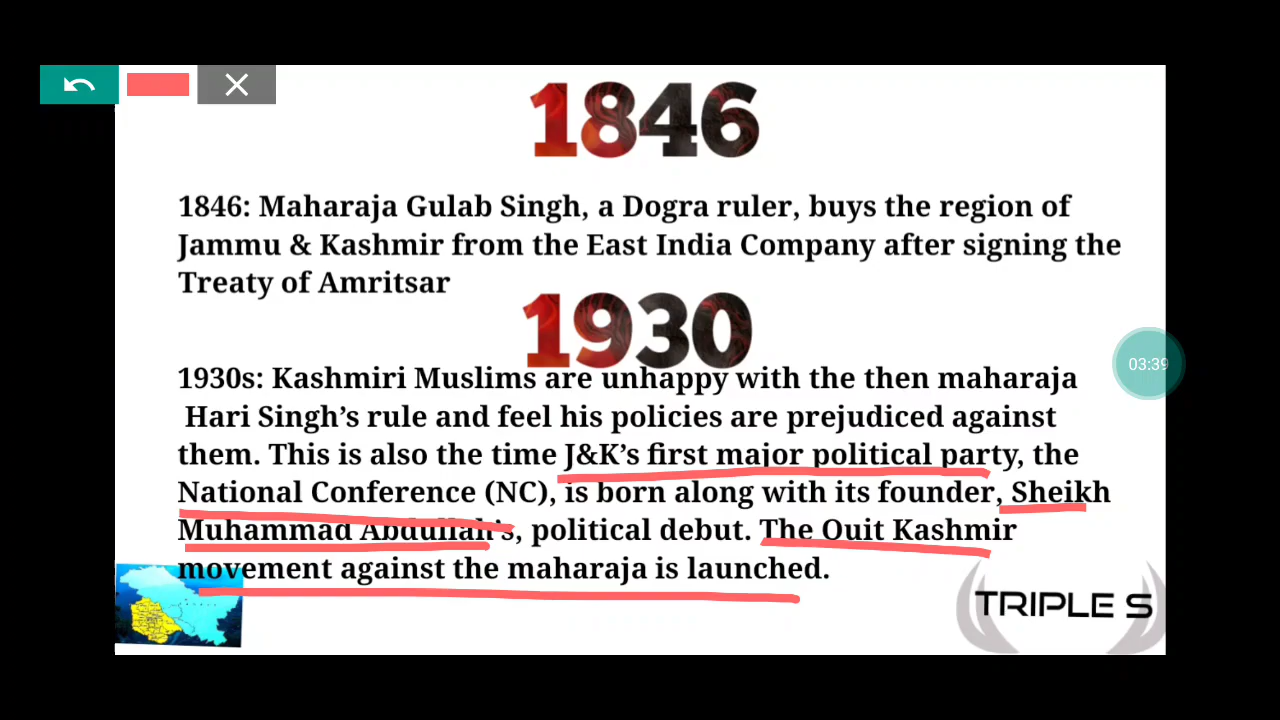 1846
1846: Maharaja Gulab Singh, a Dogra ruler, buys the region of
Jammu & Kashmir from the East India Company after signing the
Treaty of Amritsar
1930
1930s: Kashmiri Muslims are unhappy with the then maharaja
Hari Singh’s rule and feel his policies are prejudiced against
them. This is also the time J&K’s first major political party, the
National Conference (NC), is born along with its founder, Sheikh
Muhammad Abdullah’s, political debut. The Quit Kashmir
movement against the maharaja is launched.
03:39
TRIPLE S